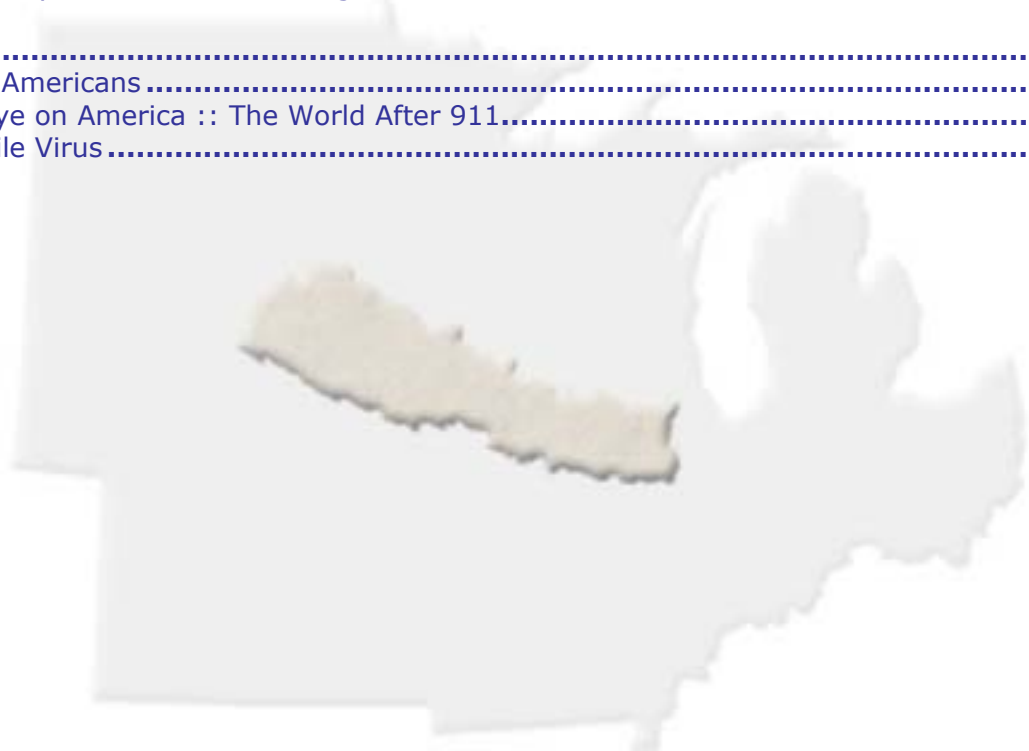 .......................................................................................................................
Americans.......................................................................................................
ye on America :: The World After 911..................................................
le Virus............................................................................................................